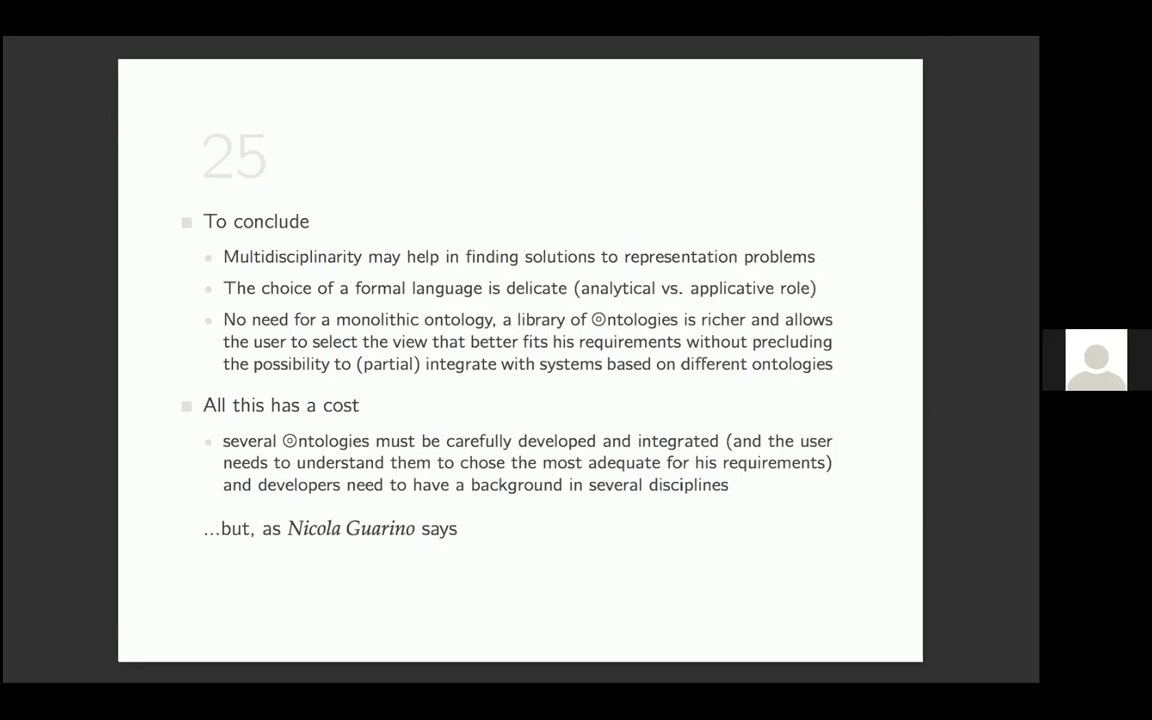 25
To conclude
Multidisciplinarity may help in finding solutions to representation problems
The choice of a formal language is delicate (analytical vs. applicative role)
No need for a monolithic ontology, a library of ⊚ntologies is richer and allows
the user to select the view that better fits his requirements without precluding
the possibility to (partial) integrate with systems based on different ontologies
All this has a cost
several ⊚ntologies must be carefully developed and integrated (and the user
needs to understand them to chose the most adequate for his requirements)
and developers need to have a background in several disciplines
...but, as Nicola Guarino says